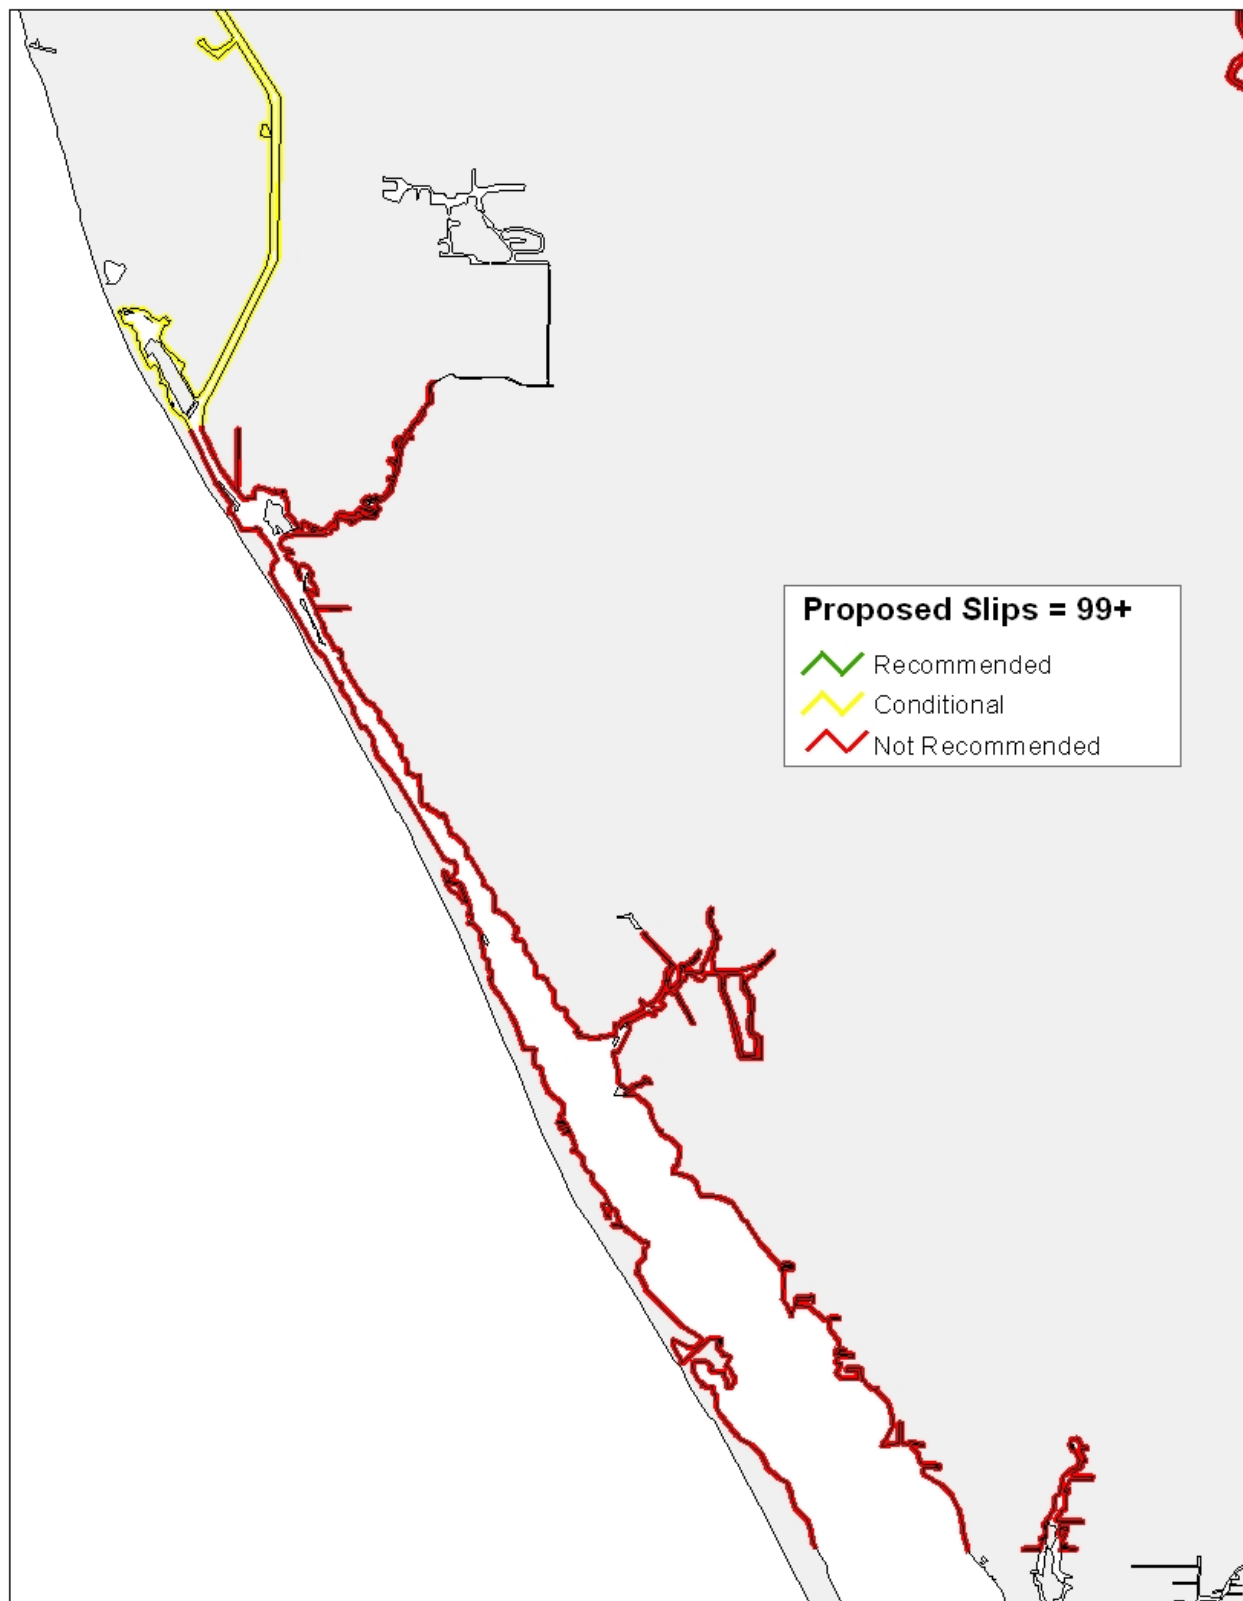 Proposed Slips = 99+
Recommended
Conditional
Not Recommended